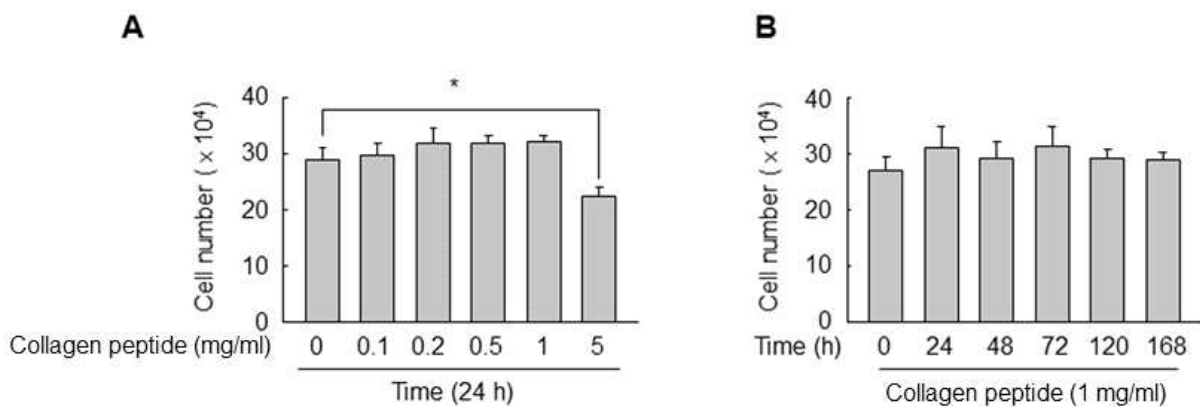 A
*
Cell number ( × 10⁴)
40
30
20
10
0
Collagen peptide (mg/ml) 0 0.1 0.2 0.5 1 5
Time (24 h)
B
Cell number ( × 10⁴)
40
30
20
10
0
Time (h) 0 24 48 72 120 168
Collagen peptide (1 mg/ml)